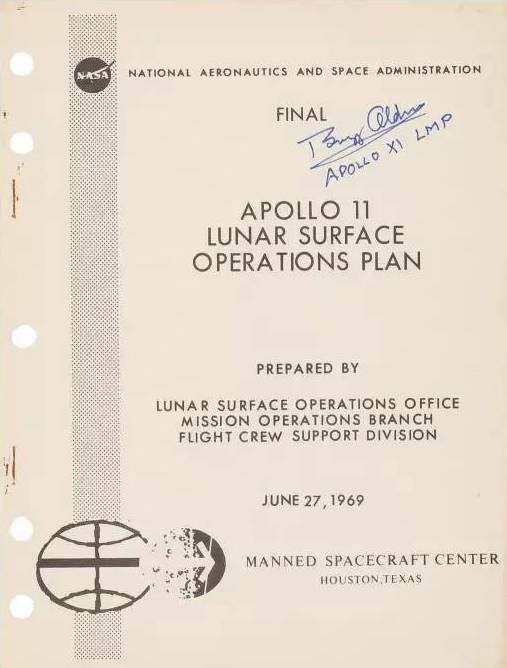 NASA
NATIONAL AERONAUTICS AND SPACE ADMINISTRATION
FINAL
Buzz Aldrin
APOLLO XI LMP
APOLLO 11
LUNAR SURFACE
OPERATIONS PLAN
PREPARED BY
LUNAR SURFACE OPERATIONS OFFICE
MISSION OPERATIONS BRANCH
FLIGHT CREW SUPPORT DIVISION
JUNE 27, 1969
MANNED SPACECRAFT CENTER
HOUSTON, TEXAS